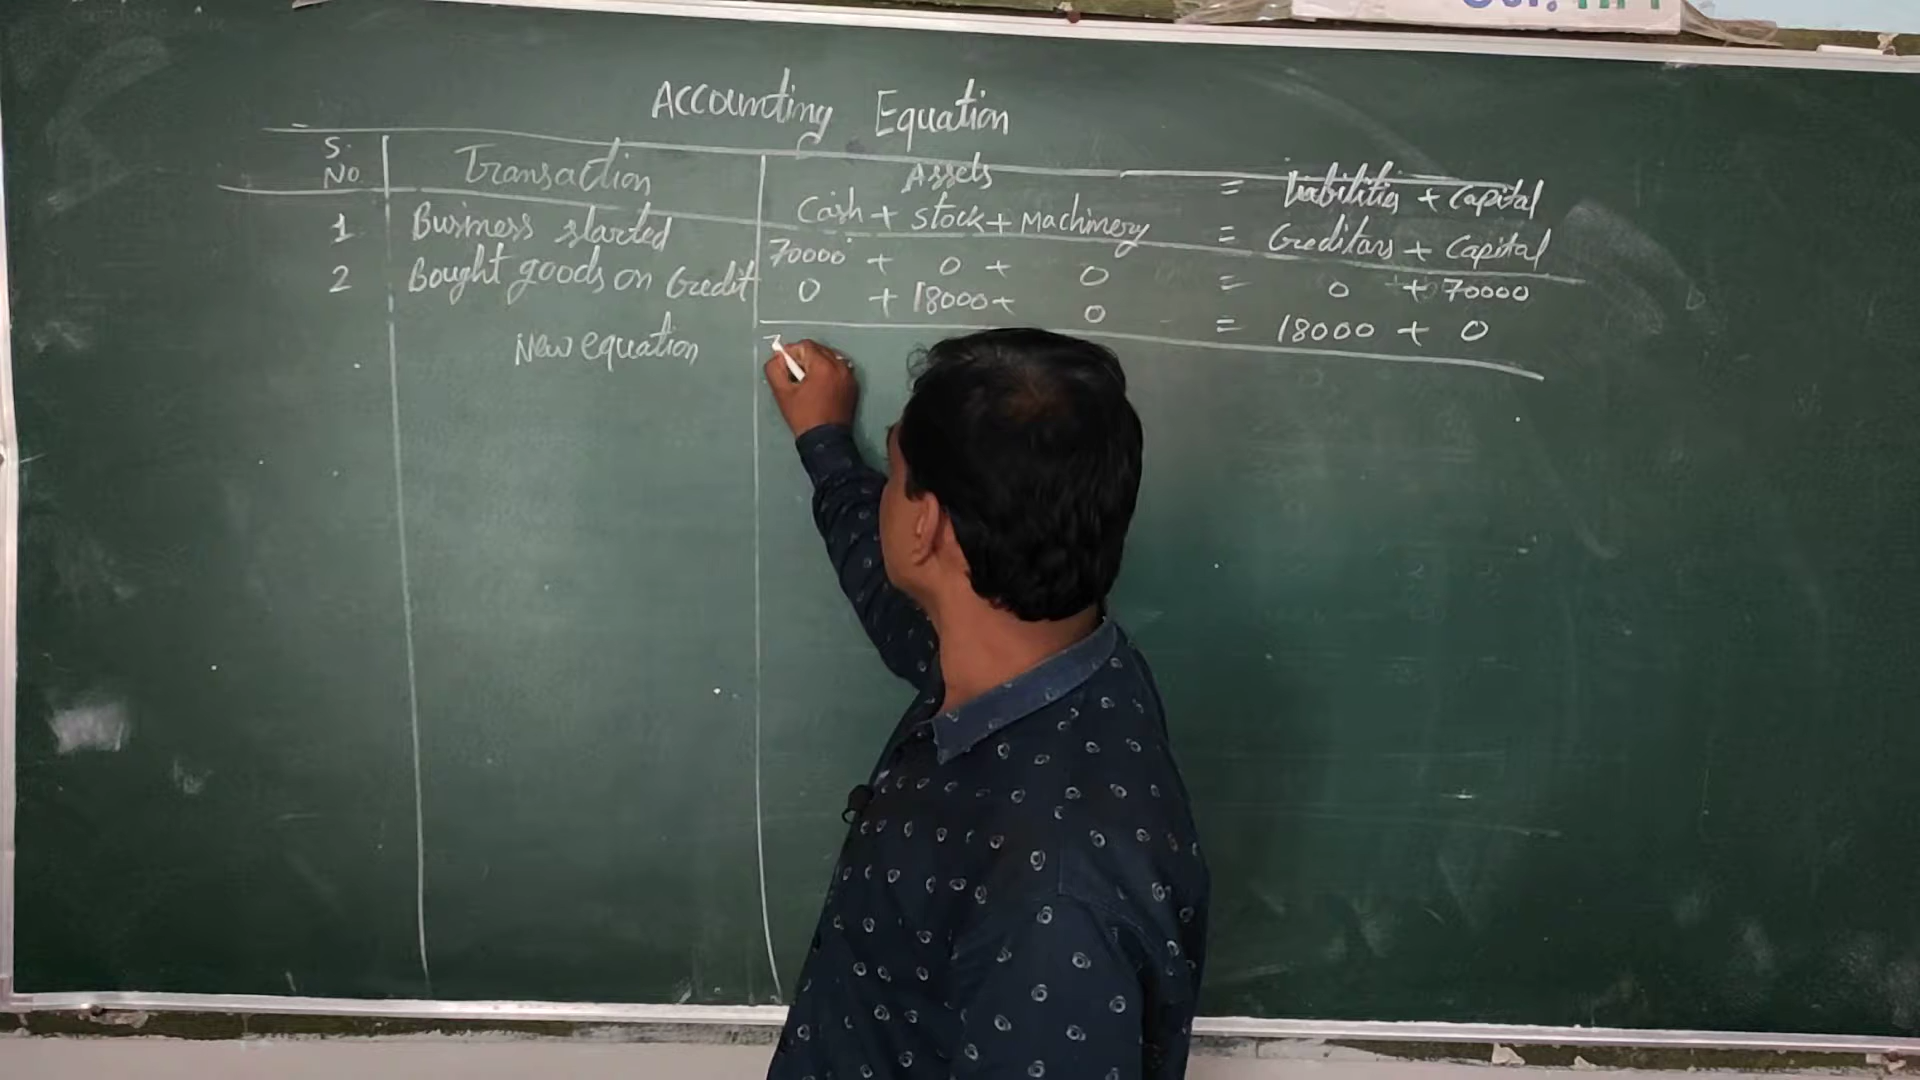 Accounting Equation
S. No Transaction Assets = Liabilities + Capital
Cash + Stock + Machinery = Creditors + Capital
1 Business started 70000 + 0 + 0 = 0 + 70000
2 Bought goods on Credit 0 + 18000 + 0 = 18000 + 0
New equation 7